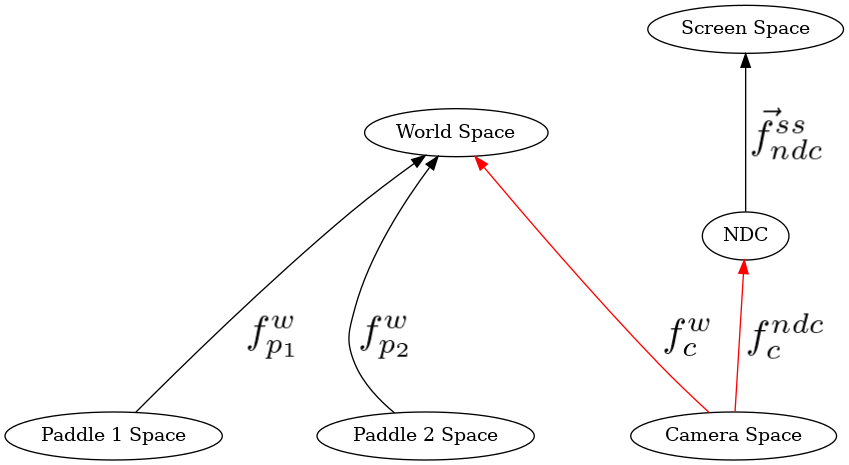 Screen Space
World Space
$\vec{f}_{ndc}^{ss}$
NDC
$f_{p_1}^{w}$ $f_{p_2}^{w}$ $f_{c}^{w}$ $f_{c}^{ndc}$
Paddle 1 Space Paddle 2 Space Camera Space